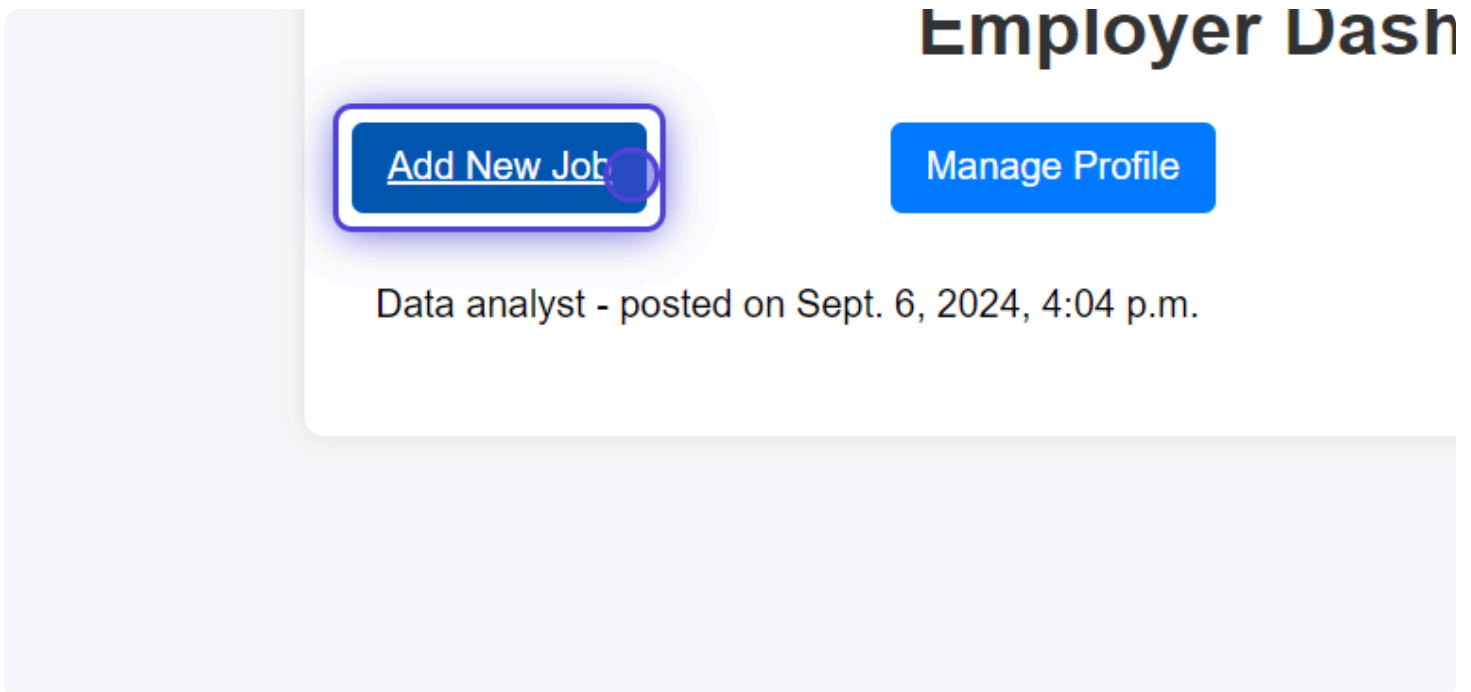 Employer Dash
Add New Job
Manage Profile
Data analyst - posted on Sept. 6, 2024, 4:04 p.m.